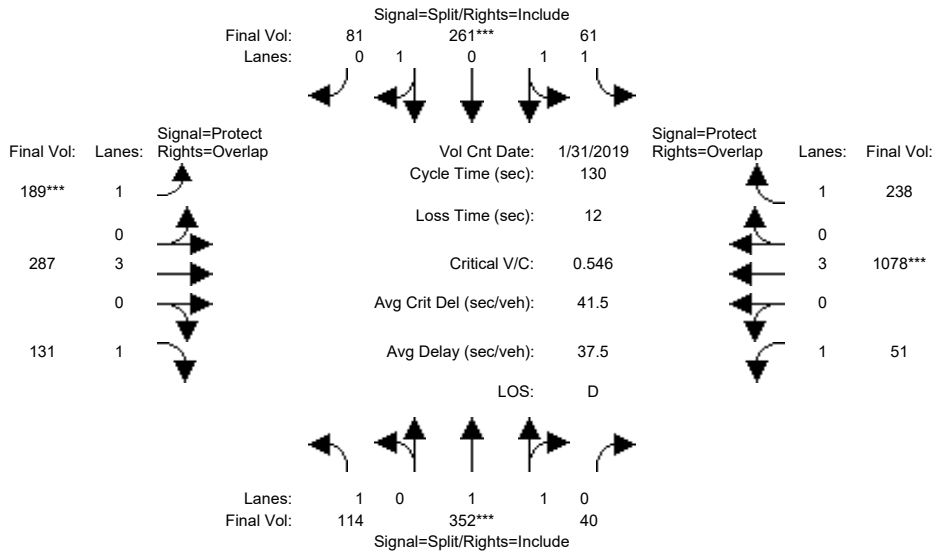 Signal=Split/Rights=Include
Final Vol: 81 261*** 61
Lanes: 0 1 0 1 1
Signal=Protect
Final Vol: Lanes: Rights=Overlap
Vol Cnt Date: 1/31/2019
Signal=Protect
Rights=Overlap Lanes: Final Vol:
Cycle Time (sec): 130
189*** 1
1 238
Loss Time (sec): 12
0
0
287 3
Critical V/C: 0.546
3 1078***
0
Avg Crit Del (sec/veh): 41.5
0
131 1
Avg Delay (sec/veh): 37.5
1 51
LOS: D
Lanes: 1 0 1 1 0
Final Vol: 114 352*** 40
Signal=Split/Rights=Include